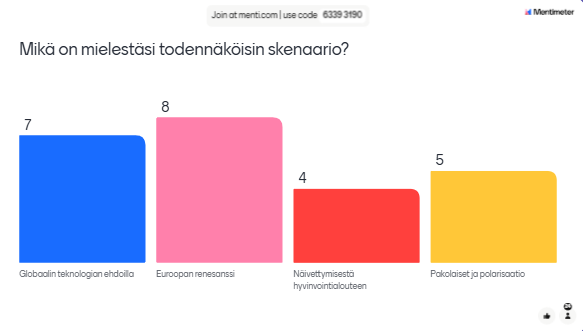 Join at menti.com | use code 6339 3190
Mentimeter
Mikä on mielestäsi todennäköisin skenaario?
7
8
4
5
Globaalin teknologian ehdoilla
Euroopan renesanssi
Näivettymisestä
hyvinvointialouteen
Pakolaiset ja polarisaatio